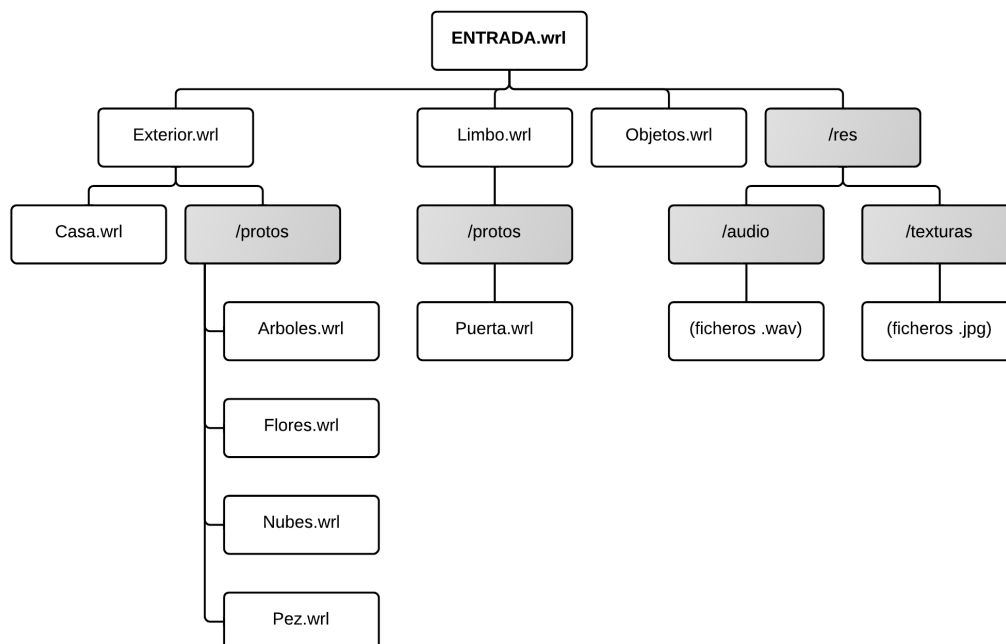 ENTRADA.wrl
Exterior.wrl
Limbo.wrl
Objetos.wrl
/res
Casa.wrl
/protos
/protos
/audio
/texturas
Arboles.wrl
Puerta.wrl
(ficheros .wav)
(ficheros .jpg)
Flores.wrl
Nubes.wrl
Pez.wrl